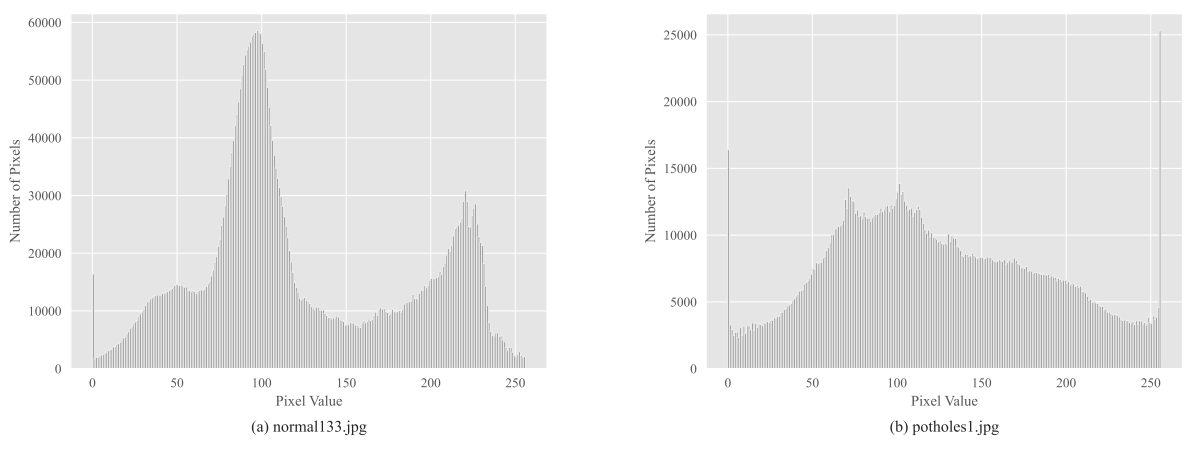 60000
50000
40000
30000
20000
10000
0
Number of Pixels
0 50 100 150 200 250
Pixel Value
(a) normal133.jpg
25000
20000
15000
10000
5000
0
Number of Pixels
0 50 100 150 200 250
Pixel Value
(b) potholes1.jpg